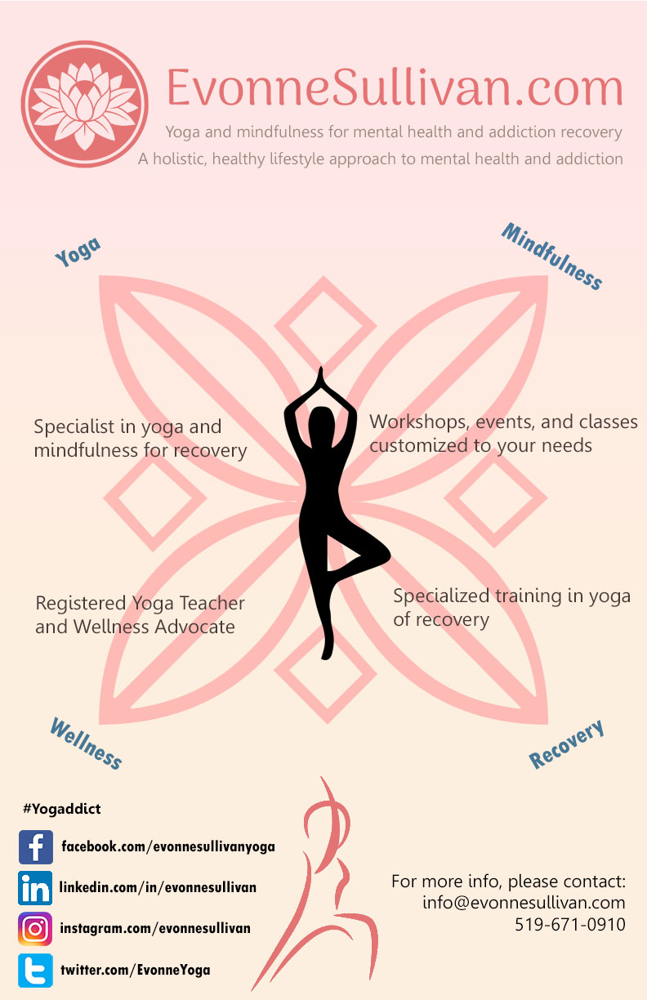 EvonneSullivan.com
Yoga and mindfulness for mental health and addiction recovery
A holistic, healthy lifestyle approach to mental health and addiction
Yoga
Mindfulness
Specialist in yoga and
mindfulness for recovery
Workshops, events, and classes
customized to your needs
Registered Yoga Teacher
and Wellness Advocate
Specialized training in yoga
of recovery
Wellness
Recovery
#Yogaddict
facebook.com/evonnesullivanyoga
linkedin.com/in/evonnesullivan
instagram.com/evonnesullivan
twitter.com/EvonneYoga
For more info, please contact:
info@evonnesullivan.com
519-671-0910